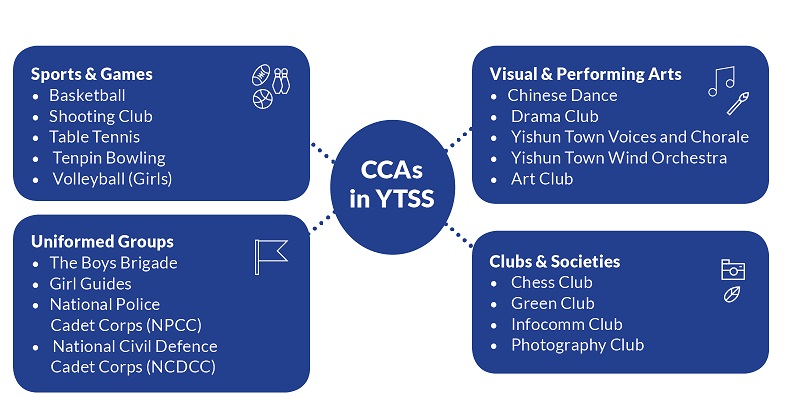 Sports & Games
• Basketball
• Shooting Club
• Table Tennis
• Tenpin Bowling
• Volleyball (Girls)
Uniformed Groups
• The Boys Brigade
• Girl Guides
• National Police
Cadet Corps (NPCC)
• National Civil Defence
Cadet Corps (NCDCC)
CCAs
in YTSS
Visual & Performing Arts
• Chinese Dance
• Drama Club
• Yishun Town Voices and Chorale
• Yishun Town Wind Orchestra
• Art Club
Clubs & Societies
• Chess Club
• Green Club
• Infocomm Club
• Photography Club